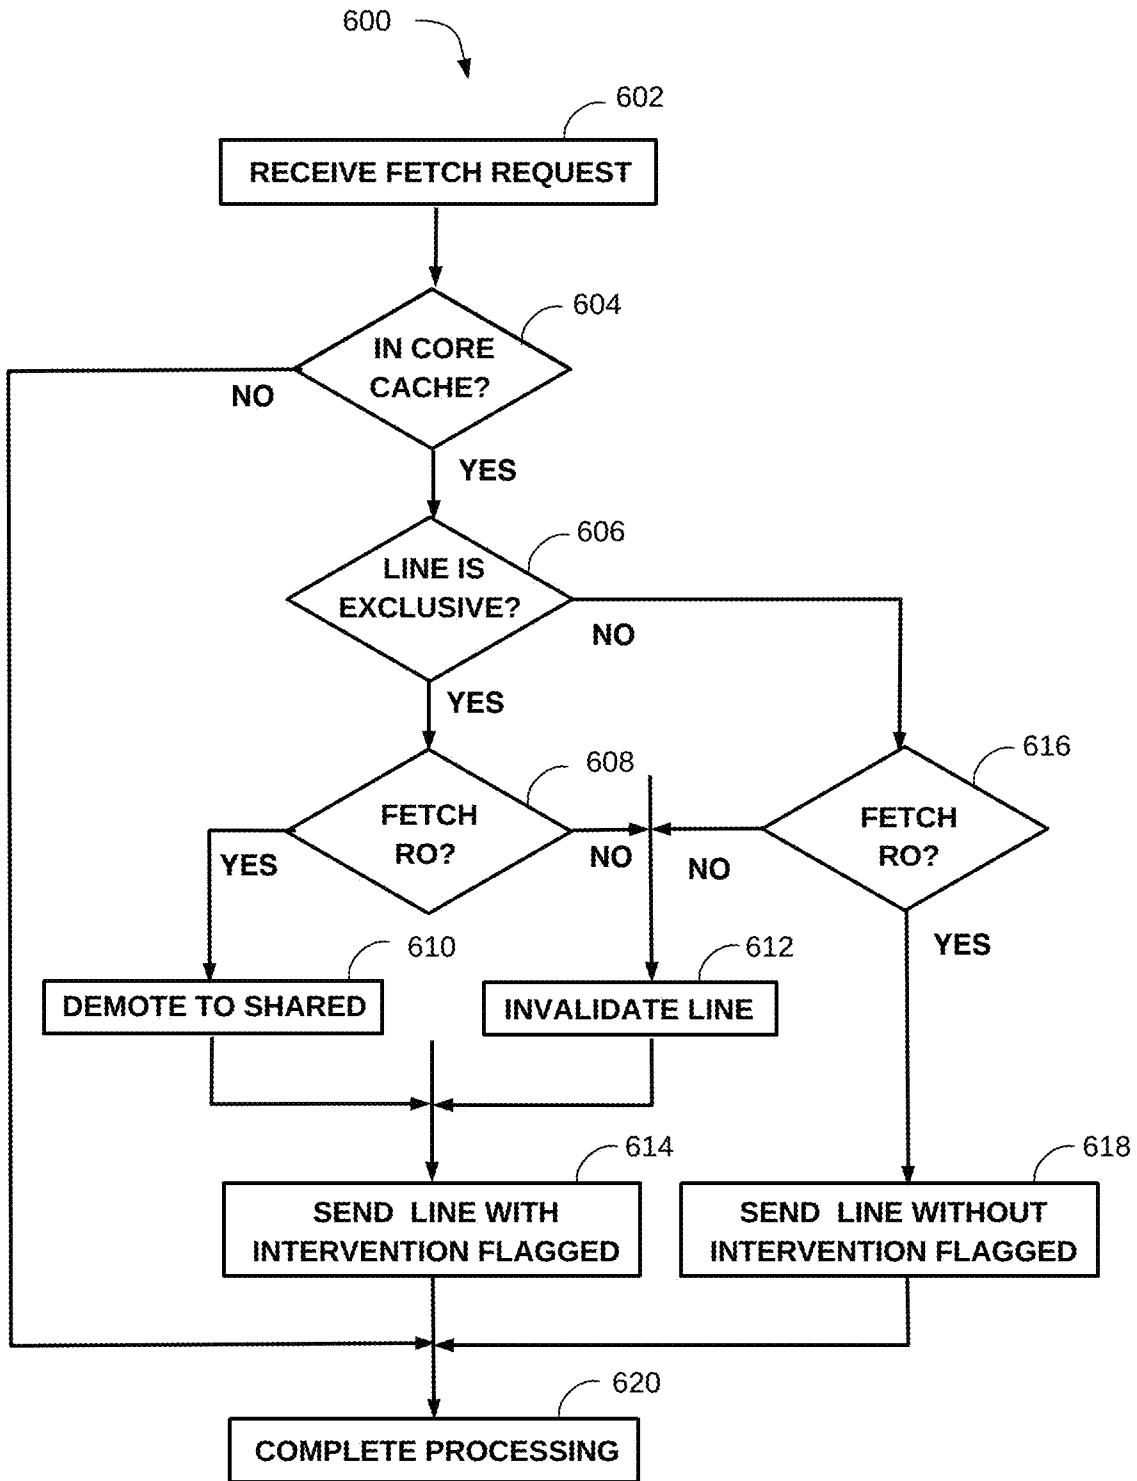 600
602
RECEIVE FETCH REQUEST
604
IN CORE
CACHE?
NO
YES
606
LINE IS
EXCLUSIVE?
NO
YES
608
616
FETCH
RO?
FETCH
RO?
YES
NO
NO
YES
610
612
DEMOTE TO SHARED
INVALIDATE LINE
614
618
SEND LINE WITH
INTERVENTION FLAGGED
SEND LINE WITHOUT
INTERVENTION FLAGGED
620
COMPLETE PROCESSING